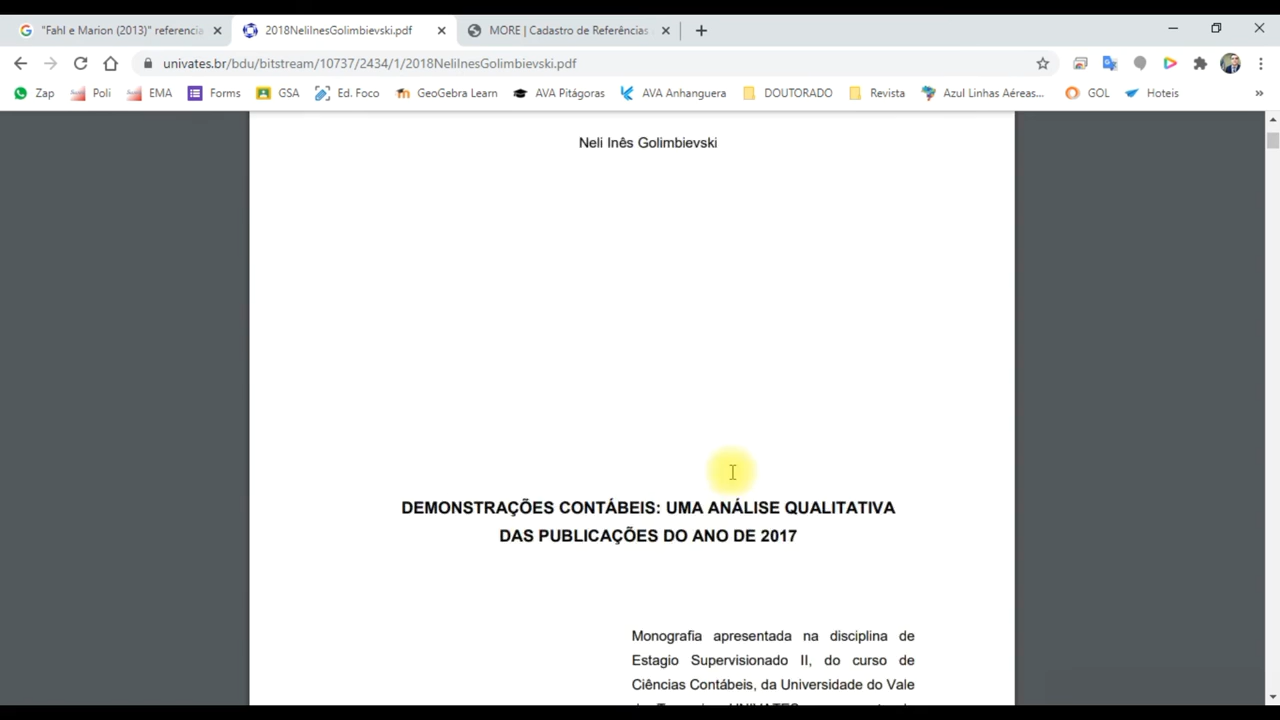 "Fahl e Marion (2013)" referencia
2018NeliInesGolimbievski.pdf
MORE | Cadastro de Referências
univates.br/bdu/bitstream/10737/2434/1/2018NeliInesGolimbievski.pdf
Zap
Poli
EMA
Forms
GSA
Ed. Foco
GeoGebra Learn
AVA Pitágoras
AVA Anhanguera
DOUTORADO
Revista
Azul Linhas Aéreas...
GOL
Hoteis
»
Neli Inês Golimbievski
DEMONSTRAÇÕES CONTÁBEIS: UMA ANÁLISE QUALITATIVA
DAS PUBLICAÇÕES DO ANO DE 2017
Monografia apresentada na disciplina de
Estagio Supervisionado II, do curso de
Ciências Contábeis, da Universidade do Vale